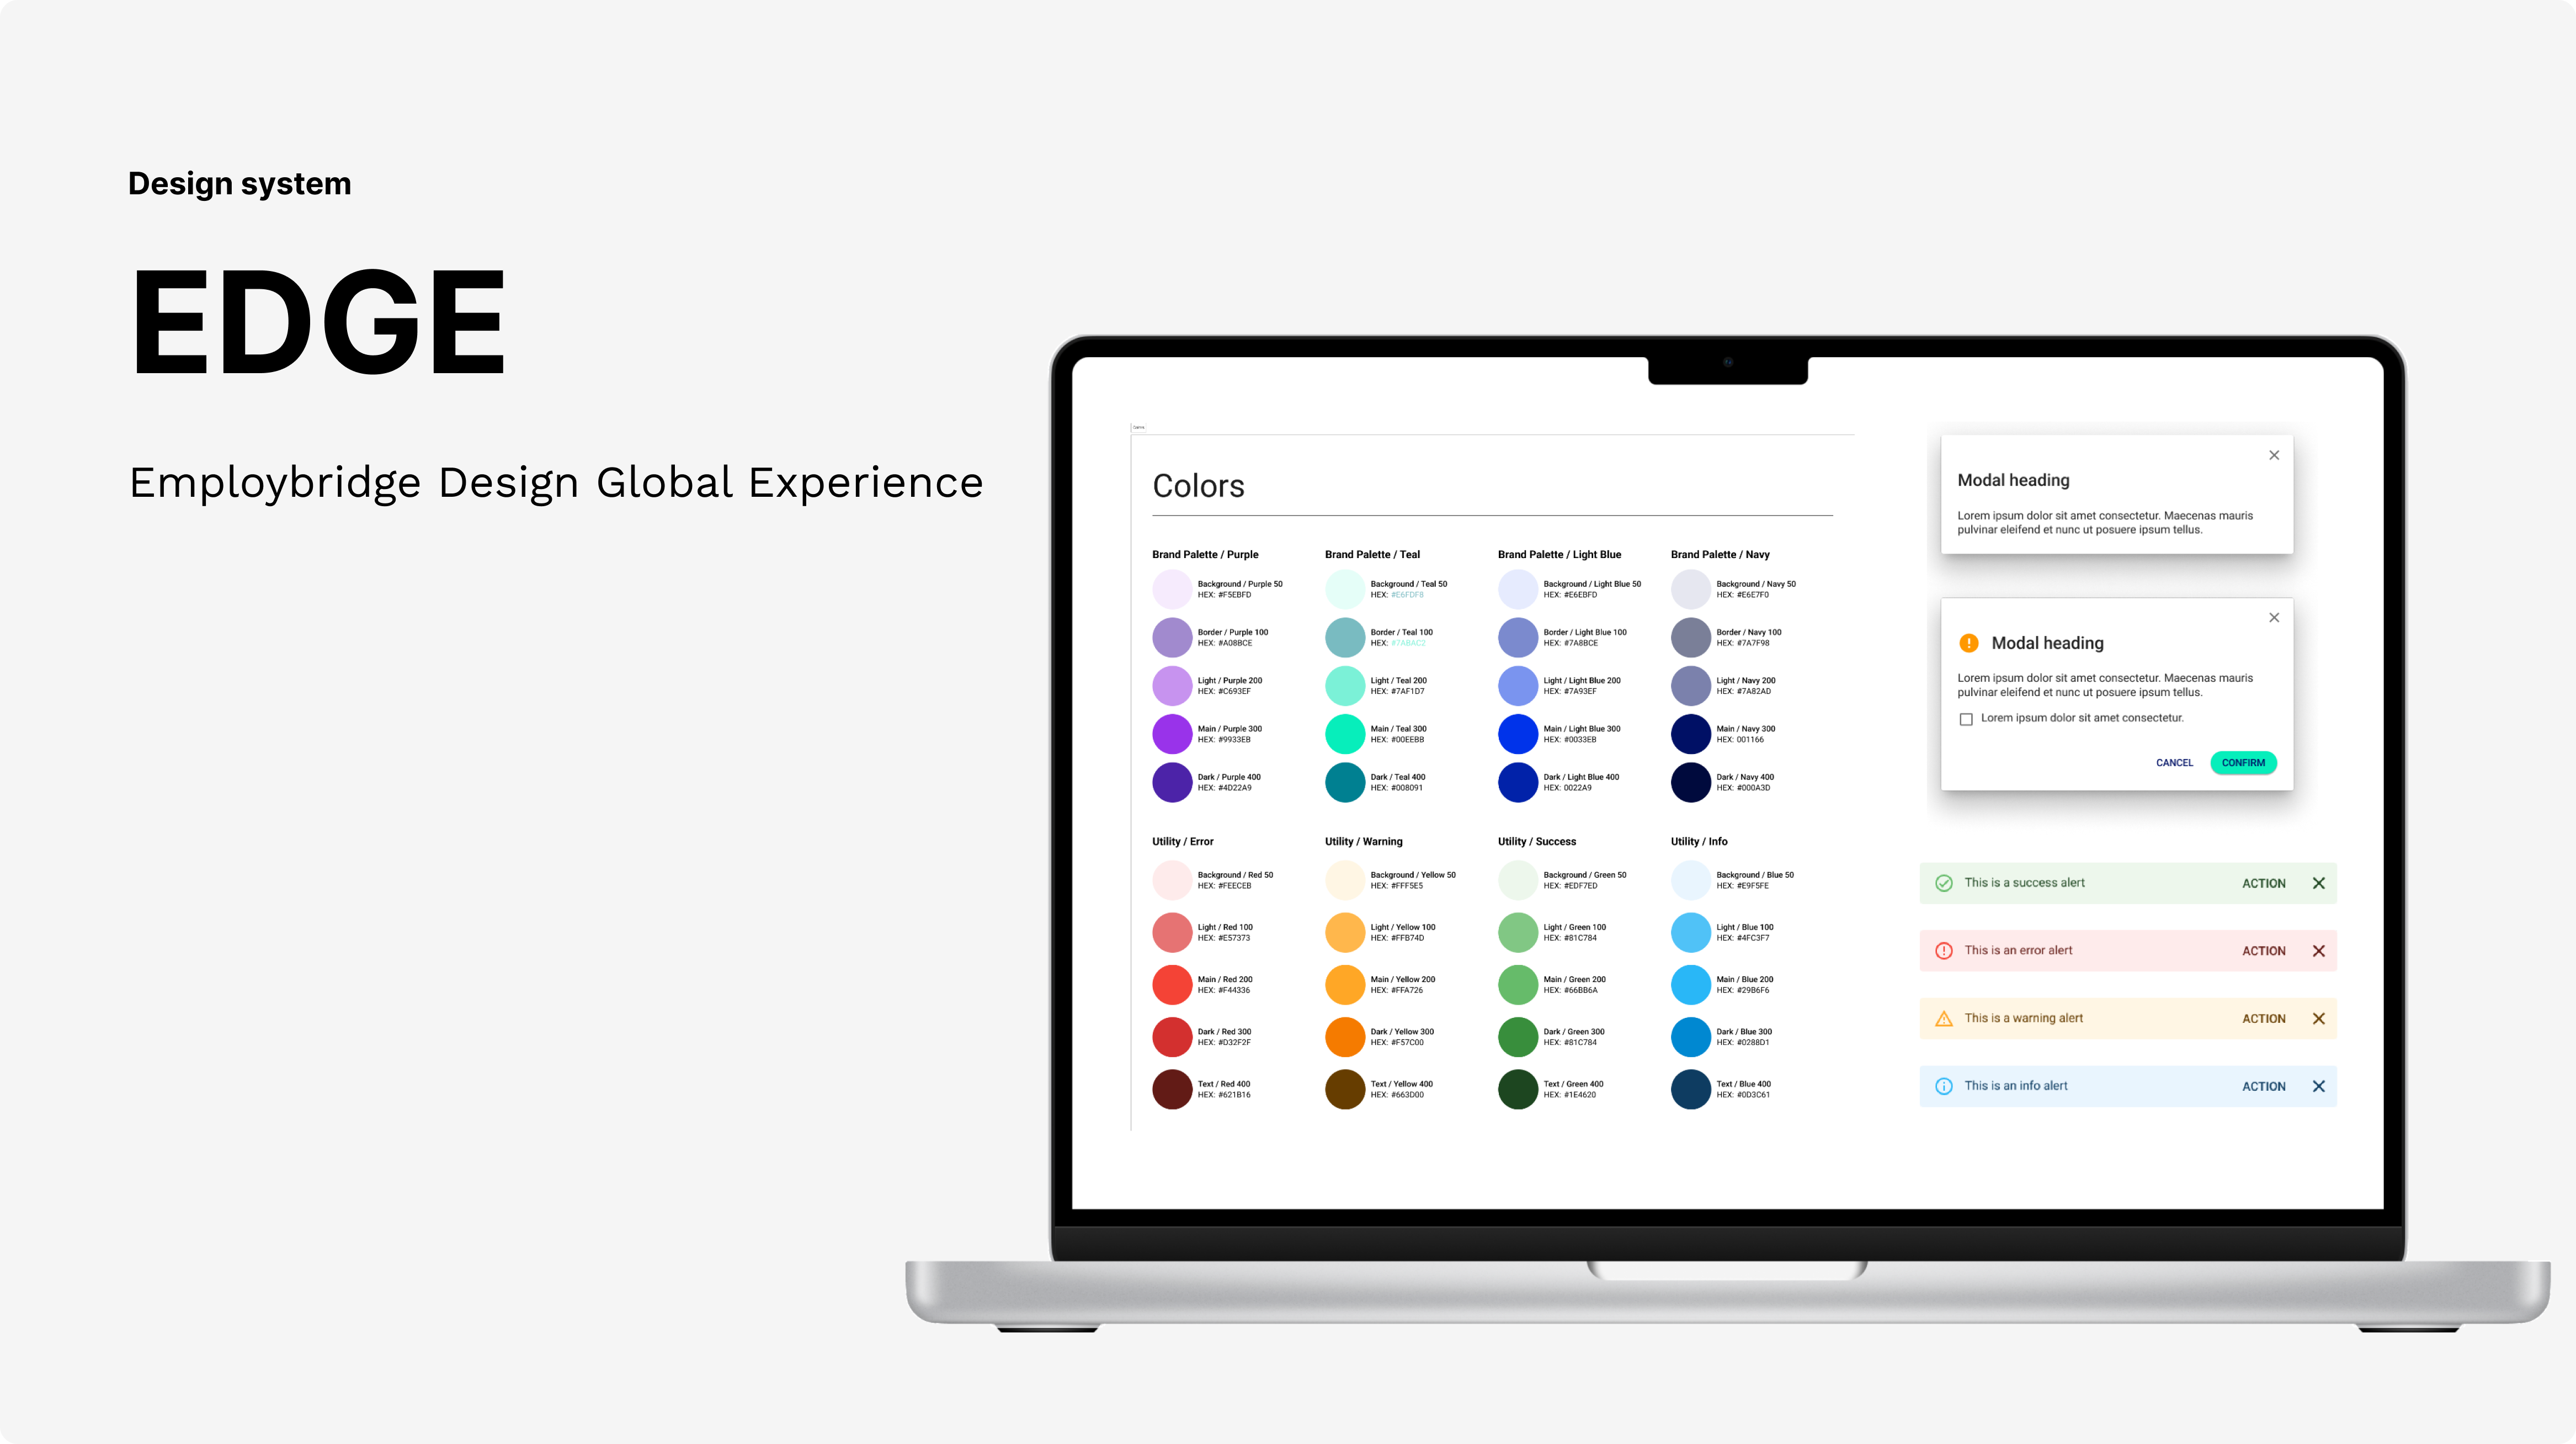 Design system
EDGE
Employbridge Design Global Experience
Colors
Brand Palette / Purple
Background / Purple 50
HEX: #F5EBFD
Border / Purple 100
HEX: #A08BCE
Light / Purple 200
HEX: #C693EF
Main / Purple 300
HEX: #9933EB
Dark / Purple 400
HEX: #4D22A9
Brand Palette / Teal
Background / Teal 50
HEX: #E6FDF8
Border / Teal 100
HEX: #7ABAC2
Light / Teal 200
HEX: #7AF1D7
Main / Teal 300
HEX: #00EEBB
Dark / Teal 400
HEX: #008091
Brand Palette / Light Blue
Background / Light Blue 50
HEX: #E6EBFD
Border / Light Blue 100
HEX: #7A8BCE
Light / Light Blue 200
HEX: #7A93EF
Main / Light Blue 300
HEX: #0033EB
Dark / Light Blue 400
HEX: 0022A9
Brand Palette / Navy
Background / Navy 50
HEX: #E6E7F0
Border / Navy 100
HEX: #7A7F98
Light / Navy 200
HEX: #7A82AD
Main / Navy 300
HEX: 001166
Dark / Navy 400
HEX: #000A3D
Utility / Error
Background / Red 50
HEX: #FEECEB
Light / Red 100
HEX: #E57373
Main / Red 200
HEX: #F44336
Dark / Red 300
HEX: #D32F2F
Text / Red 400
HEX: #621B16
Utility / Warning
Background / Yellow 50
HEX: #FFF5E5
Light / Yellow 100
HEX: #FFB74D
Main / Yellow 200
HEX: #FFA726
Dark / Yellow 300
HEX: #F57C00
Text / Yellow 400
HEX: #663D00
Utility / Success
Background / Green 50
HEX: #EDF7ED
Light / Green 100
HEX: #81C784
Main / Green 200
HEX: #66BB6A
Dark / Green 300
HEX: #81C784
Text / Green 400
HEX: #1E4620
Utility / Info
Background / Blue 50
HEX: #E9F5FE
Light / Blue 100
HEX: #4FC3F7
Main / Blue 200
HEX: #29B6F6
Dark / Blue 300
HEX: #0288D1
Text / Blue 400
HEX: #0D3C61
Modal heading
Lorem ipsum dolor sit amet consectetur. Maecenas mauris
pulvinar eleifend et nunc ut posuere ipsum tellus.
Modal heading
Lorem ipsum dolor sit amet consectetur. Maecenas mauris
pulvinar eleifend et nunc ut posuere ipsum tellus.
Lorem ipsum dolor sit amet consectetur.
CANCEL CONFIRM
This is a success alert ACTION
This is an error alert ACTION
This is a warning alert ACTION
This is an info alert ACTION